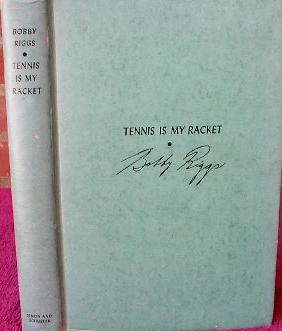 BOBBY
RIGGS
TENNIS
IS MY
RACKET
SIMON AND
SCHUSTER
TENNIS IS MY RACKET
Bobby Riggs